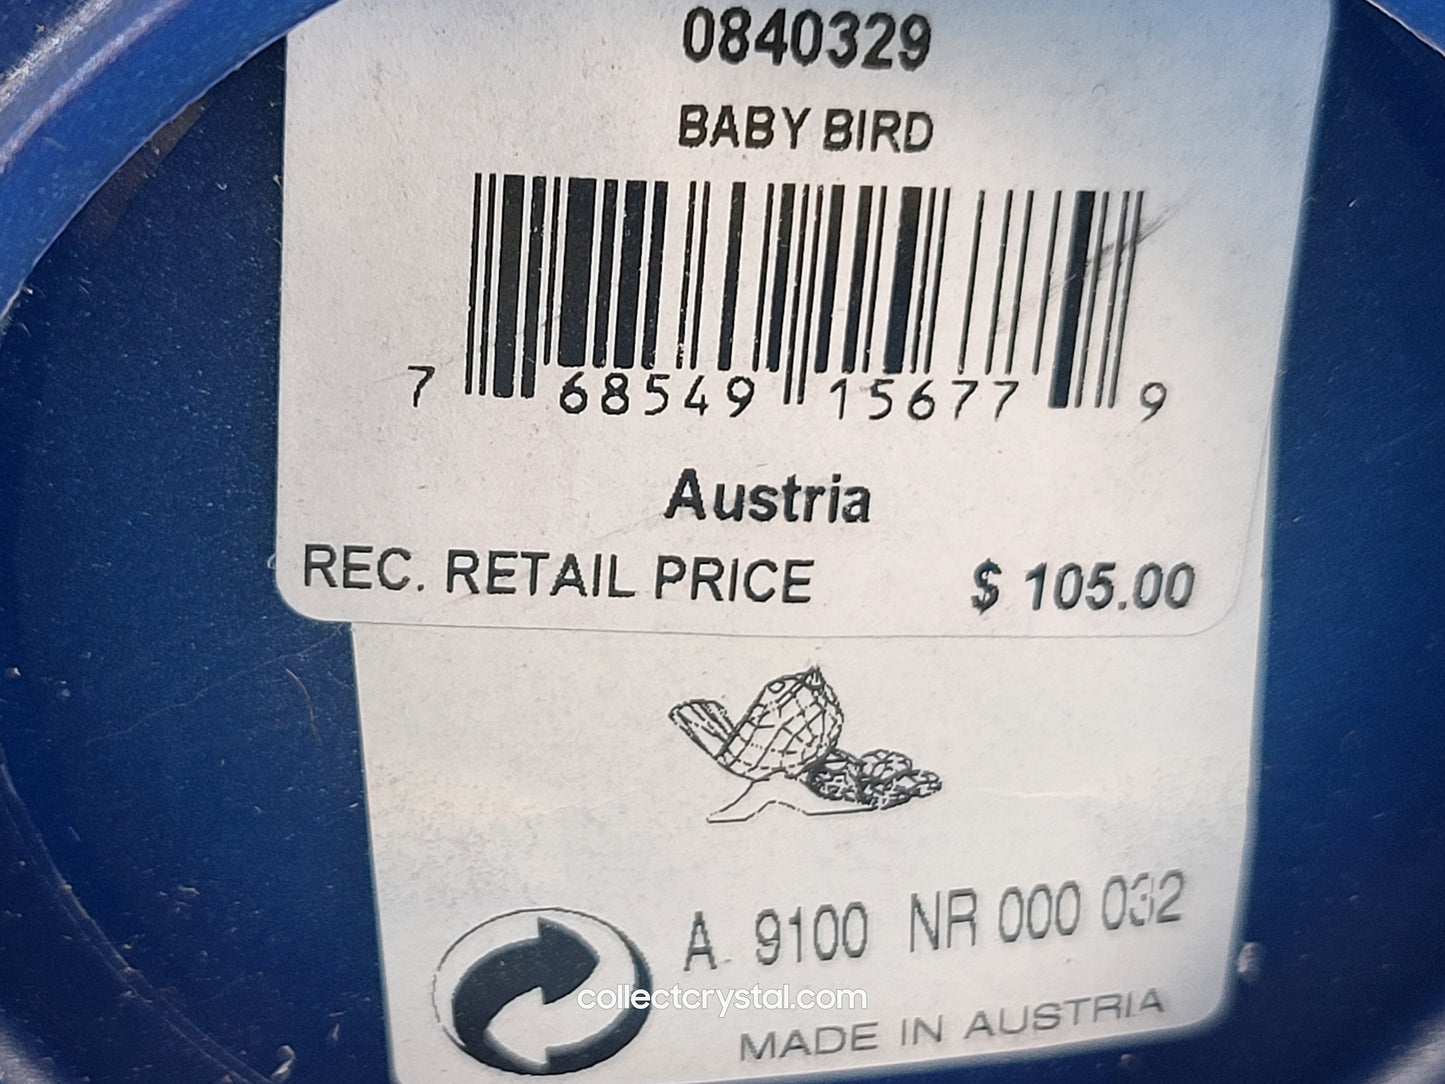 0840329
BABY BIRD
7 68549 15677 9
Austria
REC. RETAIL PRICE $ 105.00
A. 9100 NR 000 032
collectcrystal.com
MADE IN AUSTRIA